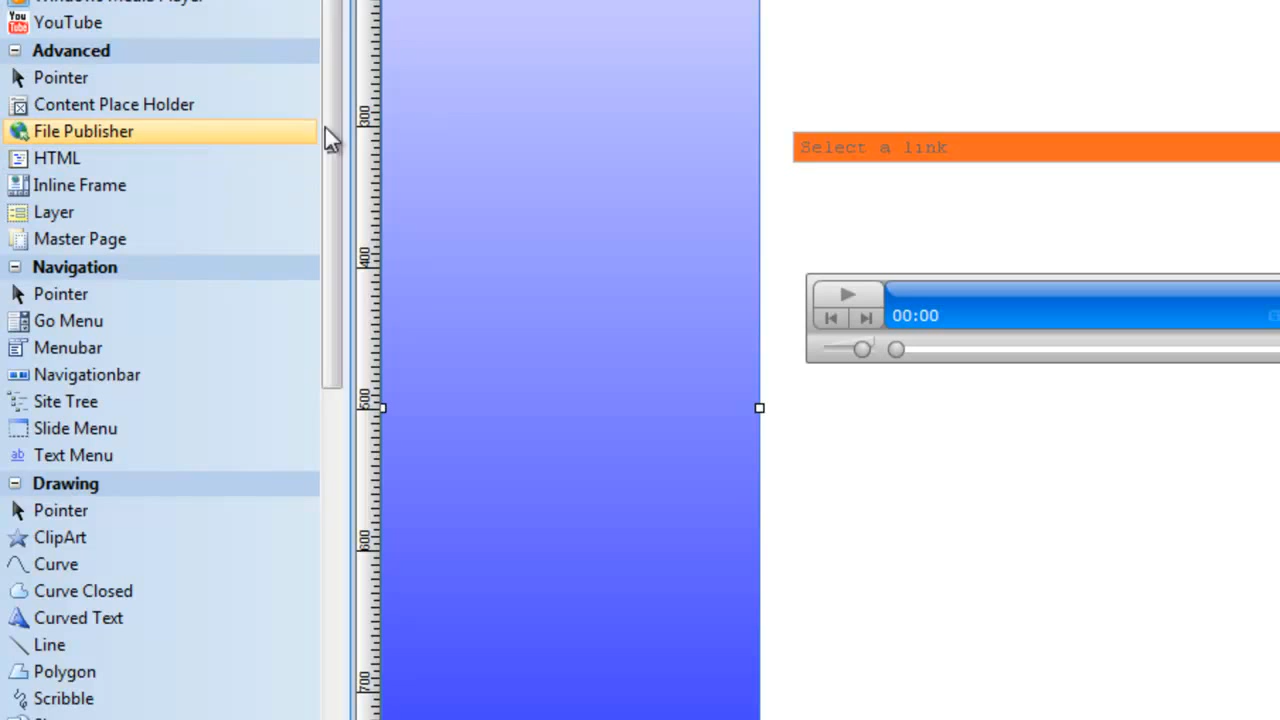 YouTube
Advanced
Pointer
Content Place Holder
File Publisher
HTML
Inline Frame
Layer
Master Page
Navigation
Pointer
Go Menu
Menubar
Navigationbar
Site Tree
Slide Menu
Text Menu
Drawing
Pointer
ClipArt
Curve
Curve Closed
Curved Text
Line
Polygon
Scribble
300
400
500
600
700
Select a link
00:00